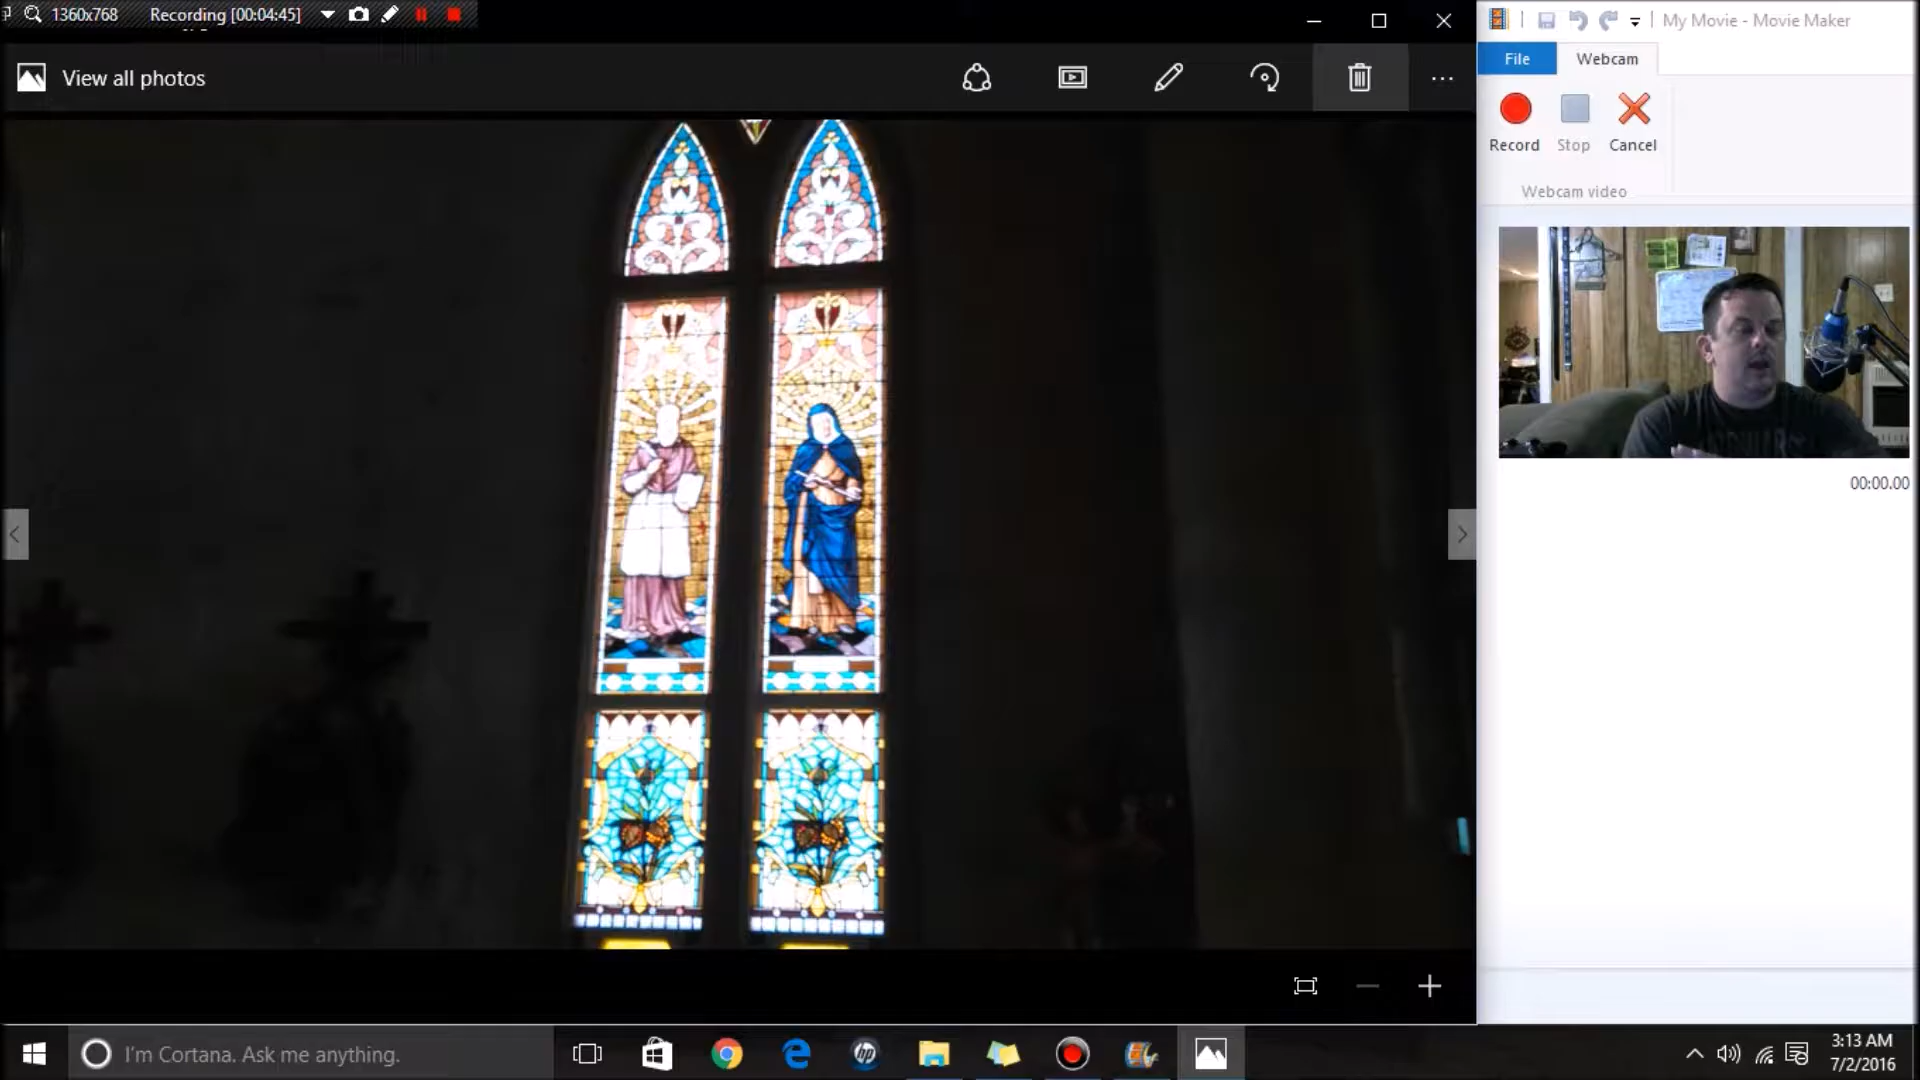 1360x768
Recording [00:04:45]
My Movie - Movie Maker
View all photos
File
Webcam
Record
Stop
Cancel
Webcam video
00:00.00
I'm Cortana. Ask me anything.
hp
3:13 AM
7/2/2016